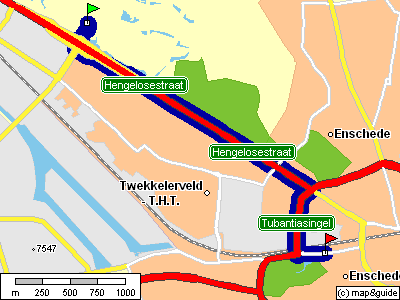 Hengelosestraat
Enschede
Hengelosestraat
Twekkelerveld
- T.H.T.
Tubantiasingel
7547
Enschede
m 250 500 750 1000
(c) map&guide